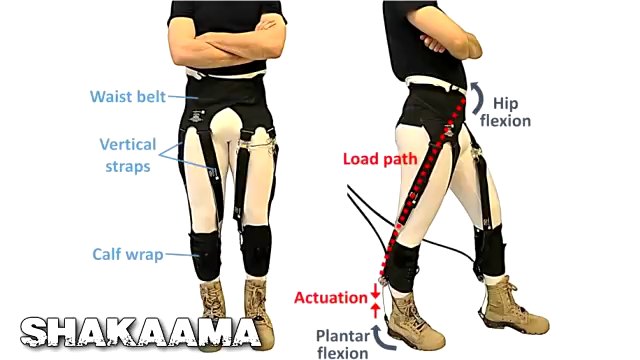 Waist belt
Vertical
straps
Calf wrap
Hip
flexion
Load path
Actuation
Plantar
flexion
SHAKAAMA